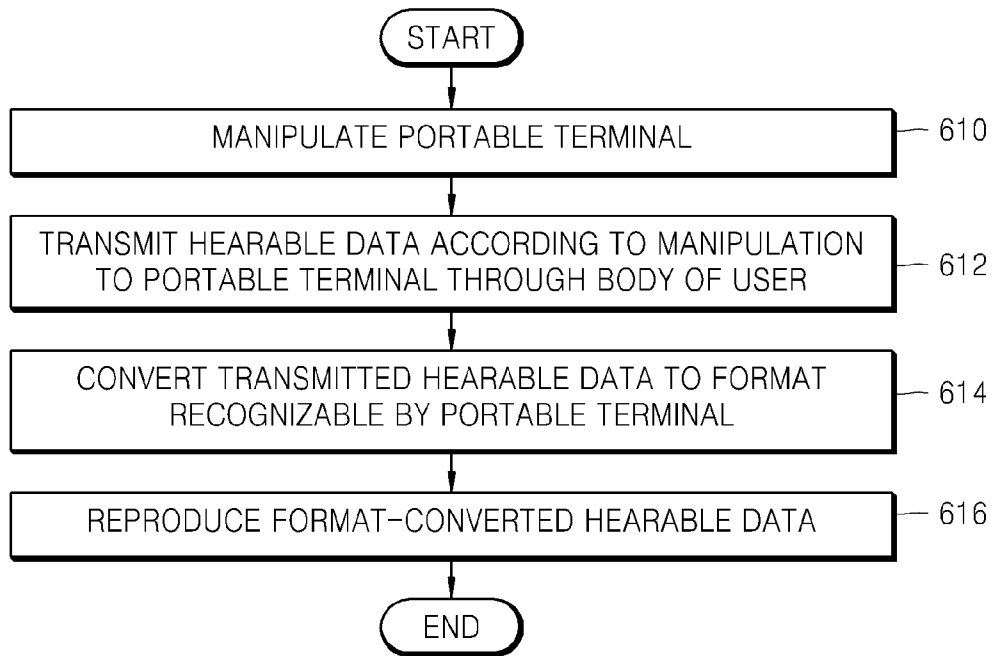 START
MANIPULATE PORTABLE TERMINAL
610
TRANSMIT HEARABLE DATA ACCORDING TO MANIPULATION
TO PORTABLE TERMINAL THROUGH BODY OF USER
612
CONVERT TRANSMITTED HEARABLE DATA TO FORMAT
RECOGNIZABLE BY PORTABLE TERMINAL
614
REPRODUCE FORMAT-CONVERTED HEARABLE DATA
616
END